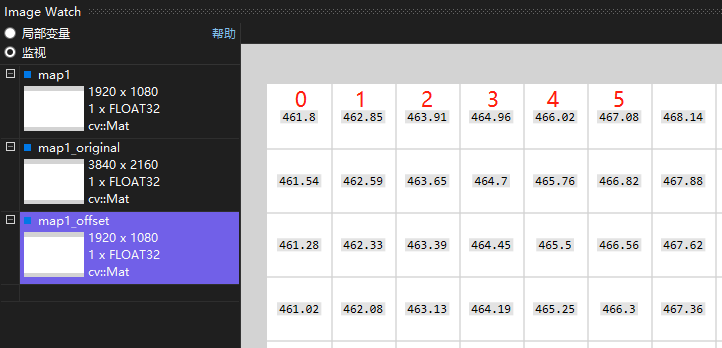 Image Watch
局部变量 帮助
监视
map1
1920 x 1080
1 x FLOAT32
cv::Mat
map1_original
3840 x 2160
1 x FLOAT32
cv::Mat
map1_offset
1920 x 1080
1 x FLOAT32
cv::Mat
0 1 2 3 4 5
461.8 462.85 463.91 464.96 466.02 467.08 468.14
461.54 462.59 463.65 464.7 465.76 466.82 467.88
461.28 462.33 463.39 464.45 465.5 466.56 467.62
461.02 462.08 463.13 464.19 465.25 466.3 467.36